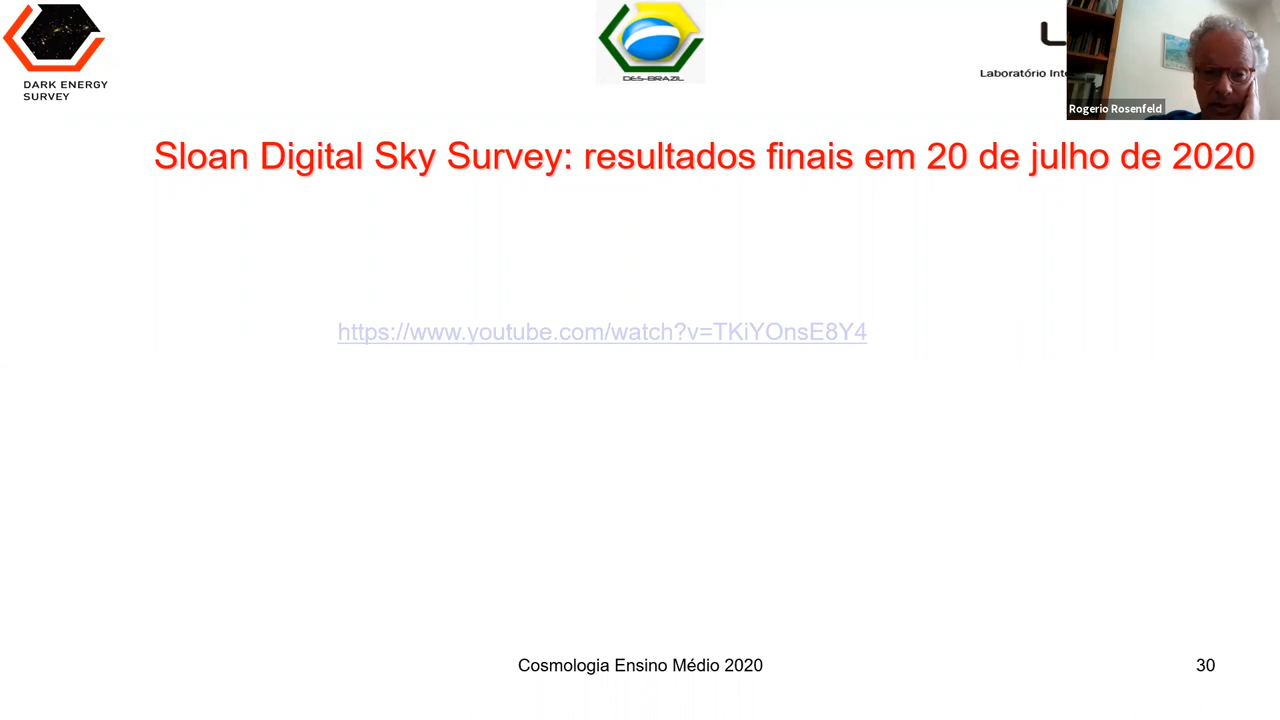 DARK ENERGY
SURVEY
DES-BRAZIL
Laboratório
Rogerio Rosenfeld
Sloan Digital Sky Survey: resultados finais em 20 de julho de 2020
https://www.youtube.com/watch?v=TKiYOnsE8Y4
Cosmologia Ensino Médio 2020
30